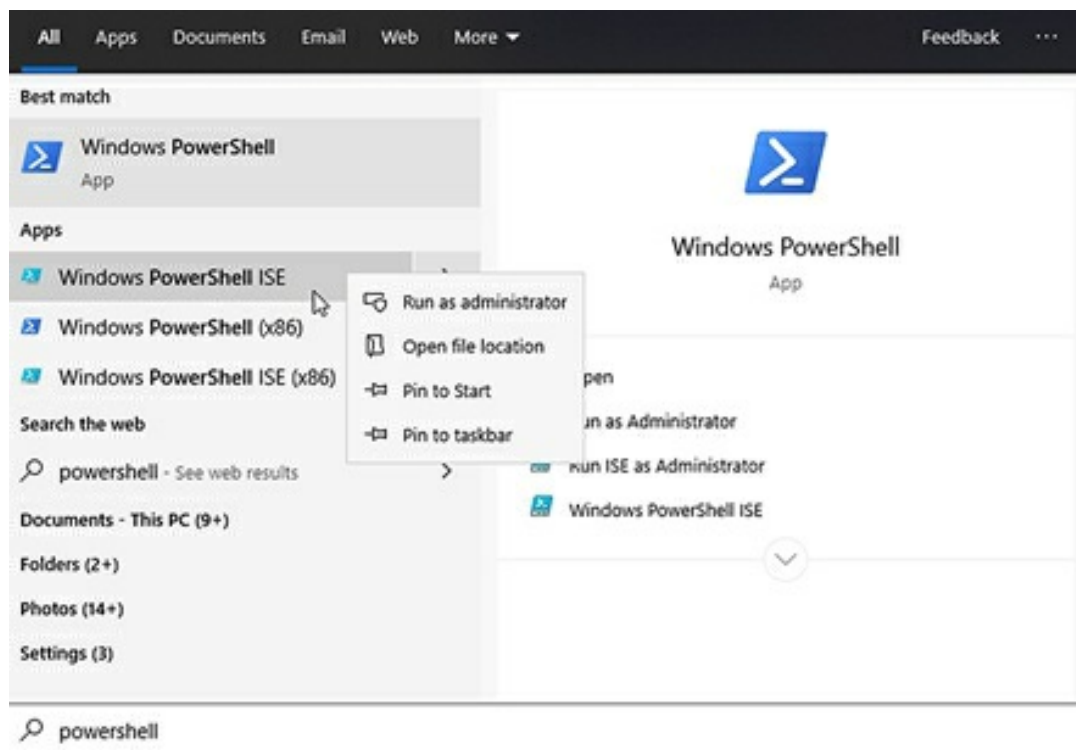 All Apps Documents Email Web More Feedback ...
Best match
Windows PowerShell
App
Apps
Windows PowerShell ISE
Windows PowerShell (x86)
Windows PowerShell ISE (x86)
Search the web
powershell - See web results
Documents - This PC (9+)
Folders (2+)
Photos (14+)
Settings (3)
Run as administrator
Open file location
Pin to Start
Pin to taskbar
Windows PowerShell
App
pen
un as Administrator
Run ISE as Administrator
Windows PowerShell ISE
powershell